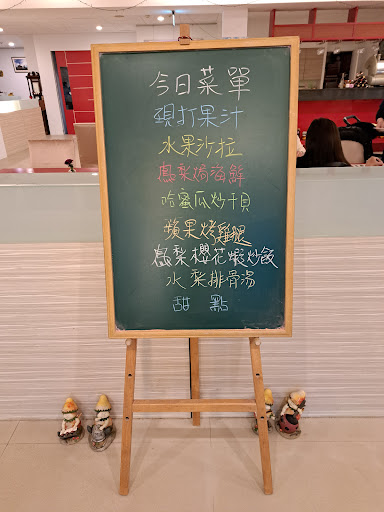 今日菜單
現打果汁
水果沙拉
鳳梨焗海鮮
哈蜜瓜炒干貝
蘋果烤雞腿
鳳梨櫻花蝦炒飯
水梨排骨湯
甜點